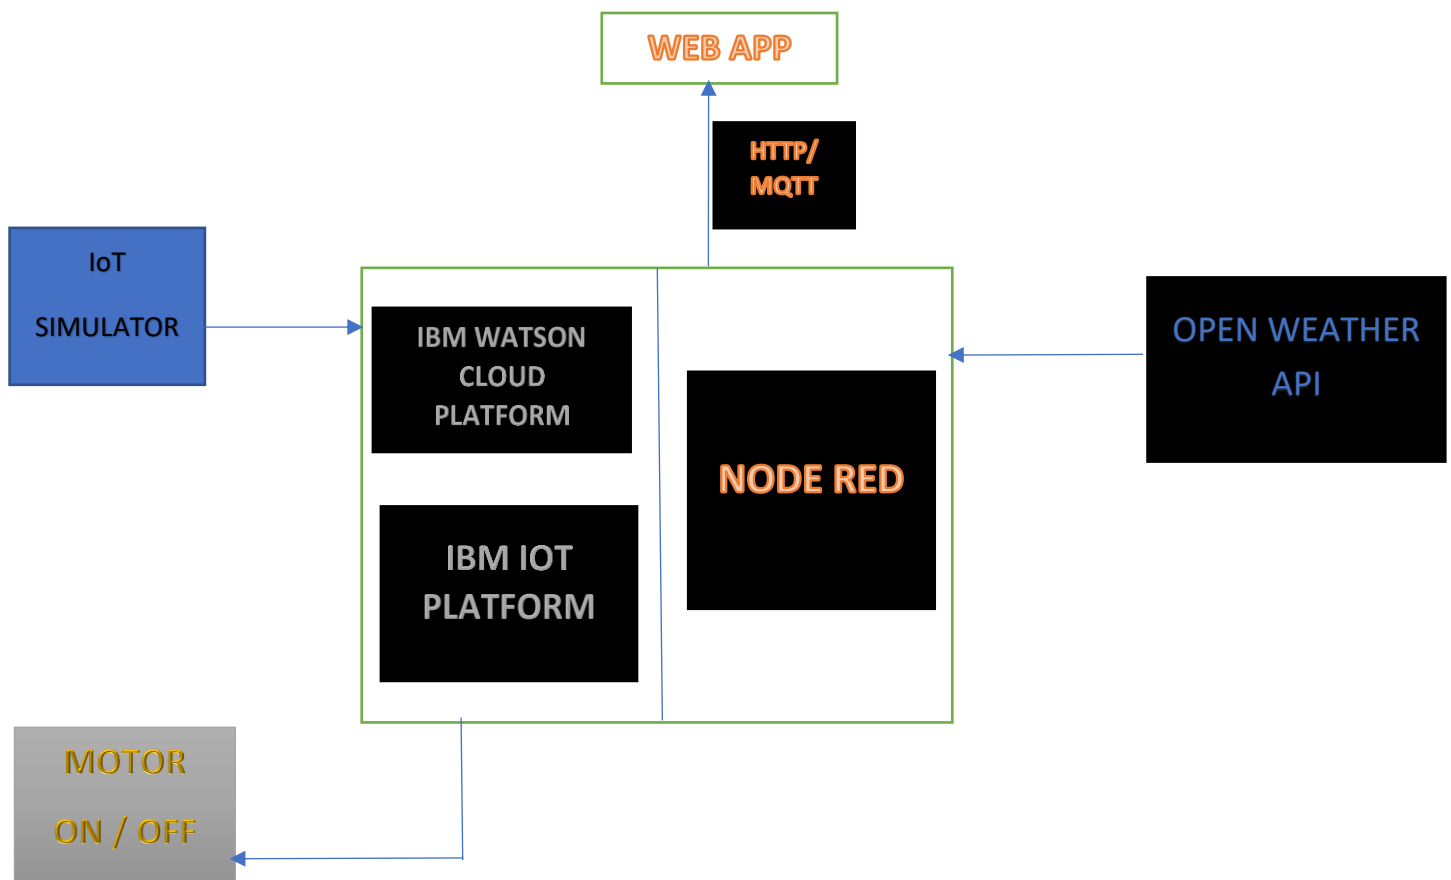 WEB APP
HTTP/
MQTT
IoT
SIMULATOR
IBM WATSON
CLOUD
PLATFORM
OPEN WEATHER
API
NODE RED
IBM IOT
PLATFORM
MOTOR
ON / OFF